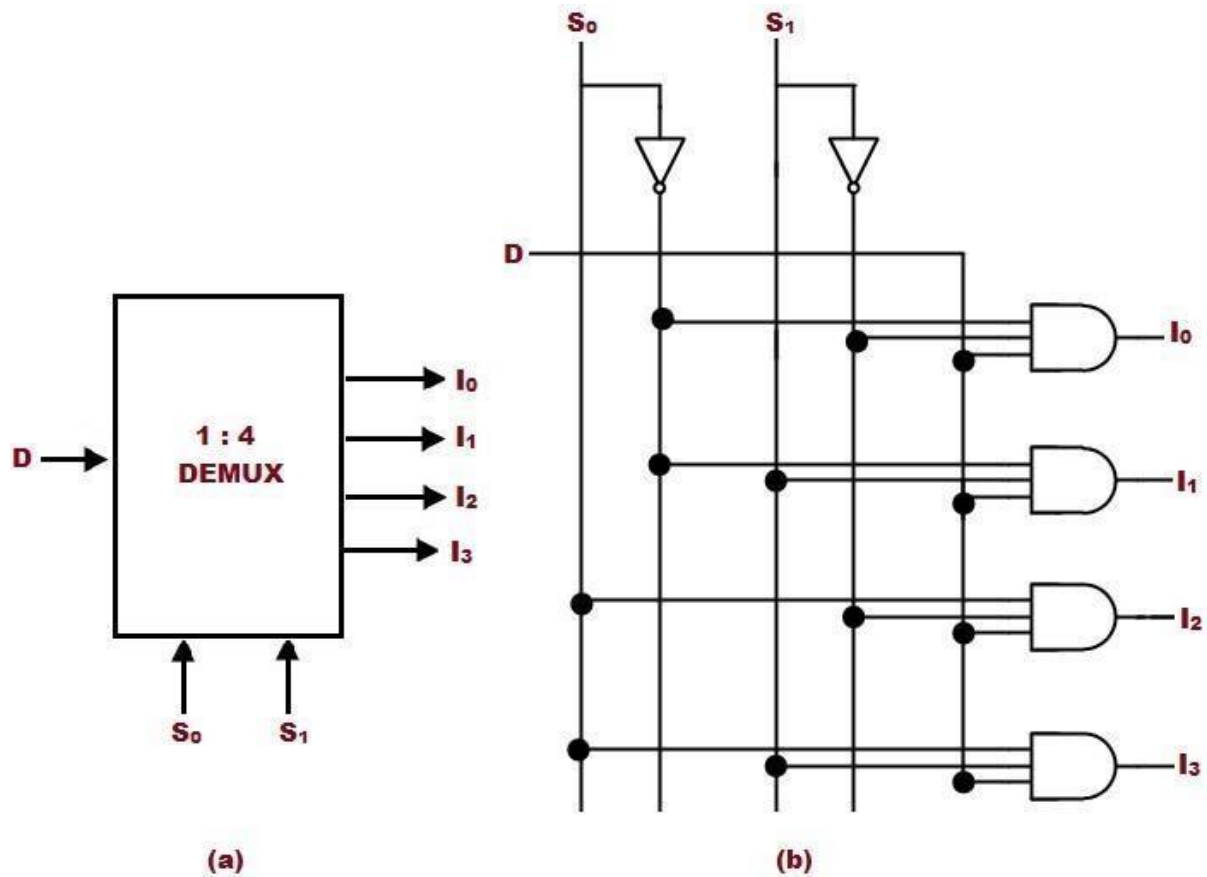 D
1 : 4
DEMUX
I₀
I₁
I₂
I₃
S₀ S₁
(a)
S₀ S₁
D
I₀
I₁
I₂
I₃
(b)